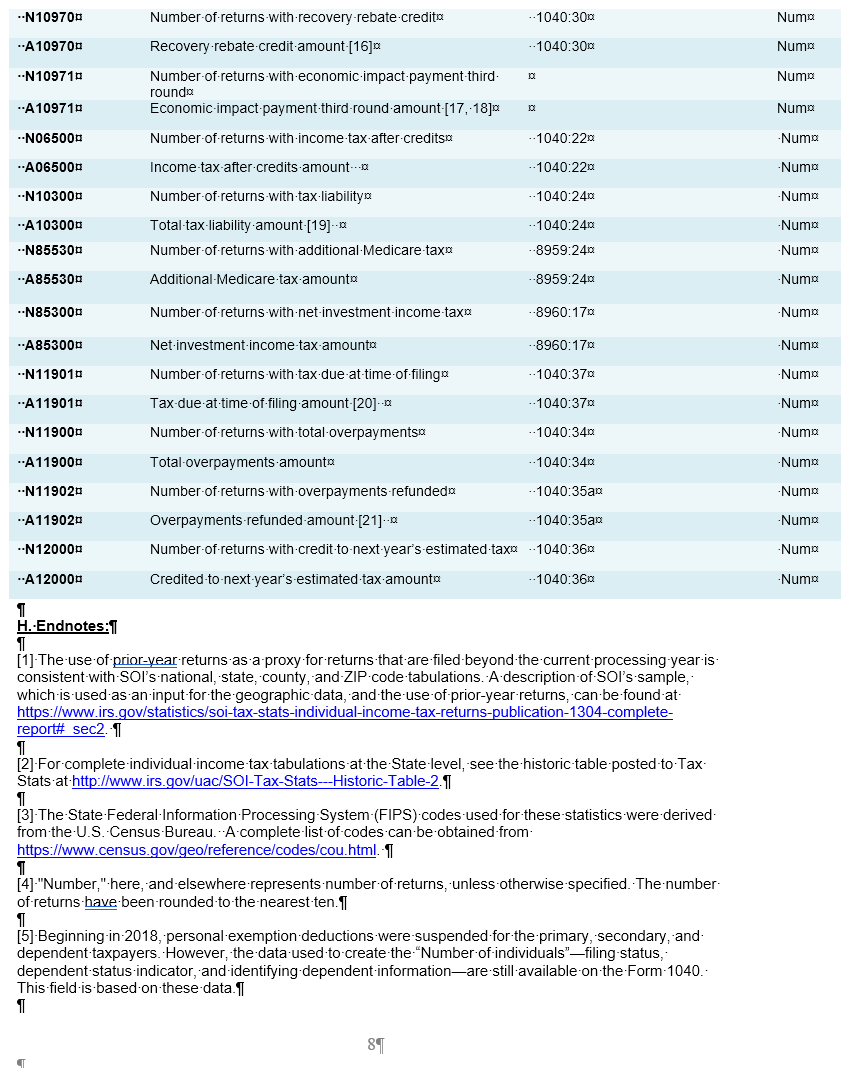 ··N10970¤ Number·of·returns·with·recovery·rebate·credit¤ ··1040:30¤ Num¤
··A10970¤ Recovery·rebate·credit·amount·[16]¤ ··1040:30¤ Num¤
··N10971¤ Number·of·returns·with·economic·impact·payment·third· ¤ Num¤
round¤
··A10971¤ Economic·impact·payment·third·round·amount·[17,·18]¤ ¤ Num¤
··N06500¤ Number·of·returns·with·income·tax·after·credits¤ ··1040:22¤ ·Num¤
··A06500¤ Income·tax·after·credits·amount···¤ ··1040:22¤ ·Num¤
··N10300¤ Number·of·returns·with·tax·liability¤ ··1040:24¤ ·Num¤
··A10300¤ Total·tax·liability·amount·[19]··¤ ··1040:24¤ ·Num¤
··N85530¤ Number·of·returns·with·additional·Medicare·tax¤ ··8959:24¤ ·Num¤
··A85530¤ Additional·Medicare·tax·amount¤ ··8959:24¤ ·Num¤
··N85300¤ Number·of·returns·with·net·investment·income·tax¤ ··8960:17¤ ·Num¤
··A85300¤ Net·investment·income·tax·amount¤ ··8960:17¤ ·Num¤
··N11901¤ Number·of·returns·with·tax·due·at·time·of·filing¤ ··1040:37¤ ·Num¤
··A11901¤ Tax·due·at·time·of·filing·amount·[20]··¤ ··1040:37¤ ·Num¤
··N11900¤ Number·of·returns·with·total·overpayments¤ ··1040:34¤ ·Num¤
··A11900¤ Total·overpayments·amount¤ ··1040:34¤ ·Num¤
··N11902¤ Number·of·returns·with·overpayments·refunded¤ ··1040:35a¤ ·Num¤
··A11902¤ Overpayments·refunded·amount·[21]··¤ ··1040:35a¤ ·Num¤
··N12000¤ Number·of·returns·with·credit·to·next·year’s·estimated·tax¤ ··1040:36¤ ·Num¤
··A12000¤ Credited·to·next·year’s·estimated·tax·amount¤ ··1040:36¤ ·Num¤
¶
H.·Endnotes:¶
¶
[1]·The·use·of·prior-year·returns·as·a·proxy·for·returns·that·are·filed·beyond·the·current·processing·year·is·
consistent·with·SOI’s·national,·state,·county,·and·ZIP·code·tabulations.·A·description·of·SOI’s·sample,·
which·is·used·as·an·input·for·the·geographic·data,·and·the·use·of·prior-year·returns,·can·be·found·at·
https://www.irs.gov/statistics/soi-tax-stats-individual-income-tax-returns-publication-1304-complete-
report#_sec2.·¶
¶
[2]·For·complete·individual·income·tax·tabulations·at·the·State·level,·see·the·historic·table·posted·to·Tax·
Stats·at·http://www.irs.gov/uac/SOI-Tax-Stats---Historic-Table-2.¶
¶
[3]·The·State·Federal·Information·Processing·System·(FIPS)·codes·used·for·these·statistics·were·derived·
from·the·U.S.·Census·Bureau.··A·complete·list·of·codes·can·be·obtained·from·
https://www.census.gov/geo/reference/codes/cou.html.·¶
¶
[4]·"Number,"·here,·and·elsewhere·represents·number·of·returns,·unless·otherwise·specified.·The·number·
of·returns·have·been·rounded·to·the·nearest·ten.¶
¶
[5]·Beginning·in·2018,·personal·exemption·deductions·were·suspended·for·the·primary,·secondary,·and·
dependent·taxpayers.·However,·the·data·used·to·create·the·“Number·of·individuals”—filing·status,·
dependent·status·indicator,·and·identifying·dependent·information—are·still·available·on·the·Form·1040.·
This·field·is·based·on·these·data.¶
¶
8¶
¶